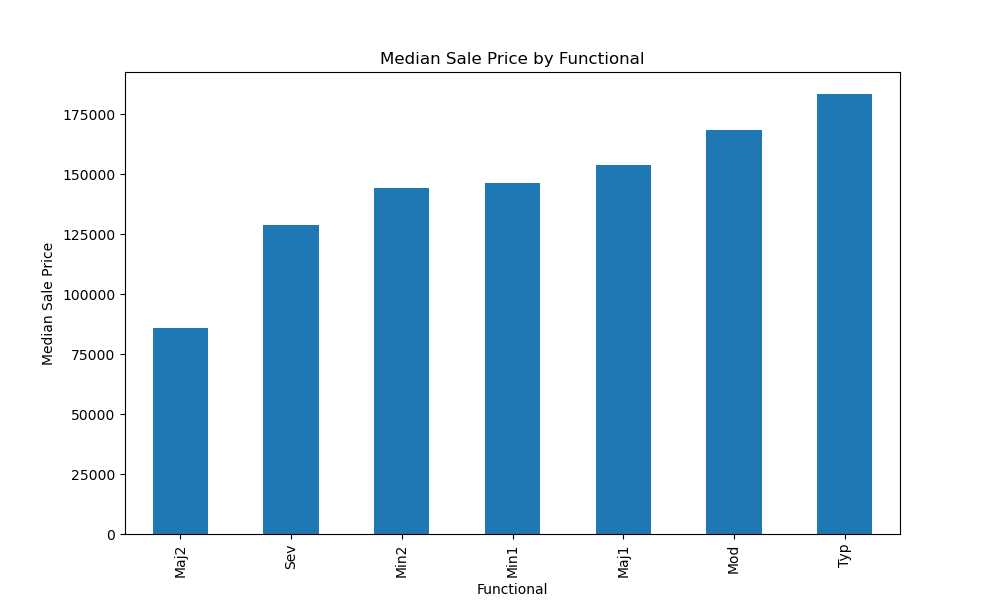 Median Sale Price by Functional
Median Sale Price
175000
150000
125000
100000
75000
50000
25000
0
Maj2
Sev
Min2
Min1
Maj1
Mod
Typ
Functional